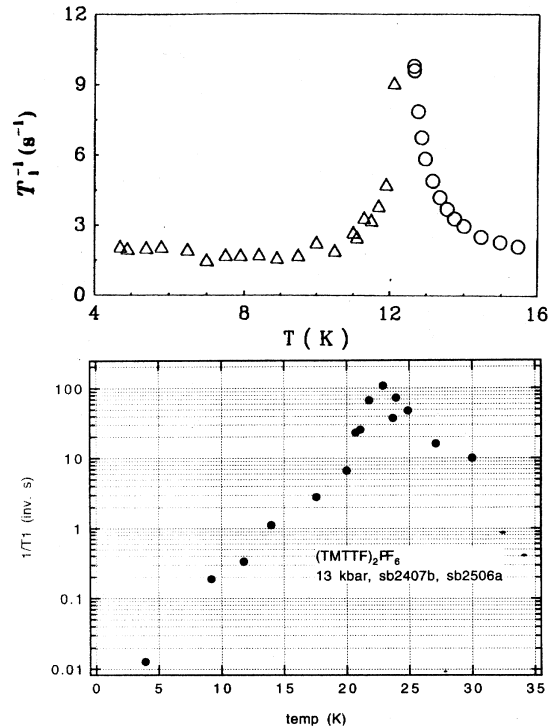 12
9
6
3
0
T₁⁻¹ (s⁻¹)
4 8 12 16
T ( K )
100
10
1
0.1
0.01
1/T1 (inv. s)
(TMTTF)₂PF₆
13 kbar, sb2407b, sb2506a
0 5 10 15 20 25 30 35
temp (K)